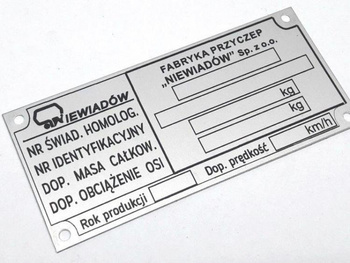 NIEWIADÓW
NR ŚWIAD. HOMOLOG.
NR IDENTYFIKACYJNY
DOP. MASA CAŁKOW.
DOP. OBCIĄŻENIE OSI
FABRYKA PRZYCZEP
„NIEWIADÓW" Sp. z o.o.
kg
kg
Rok produkcji
Dop. prędkość
km/h